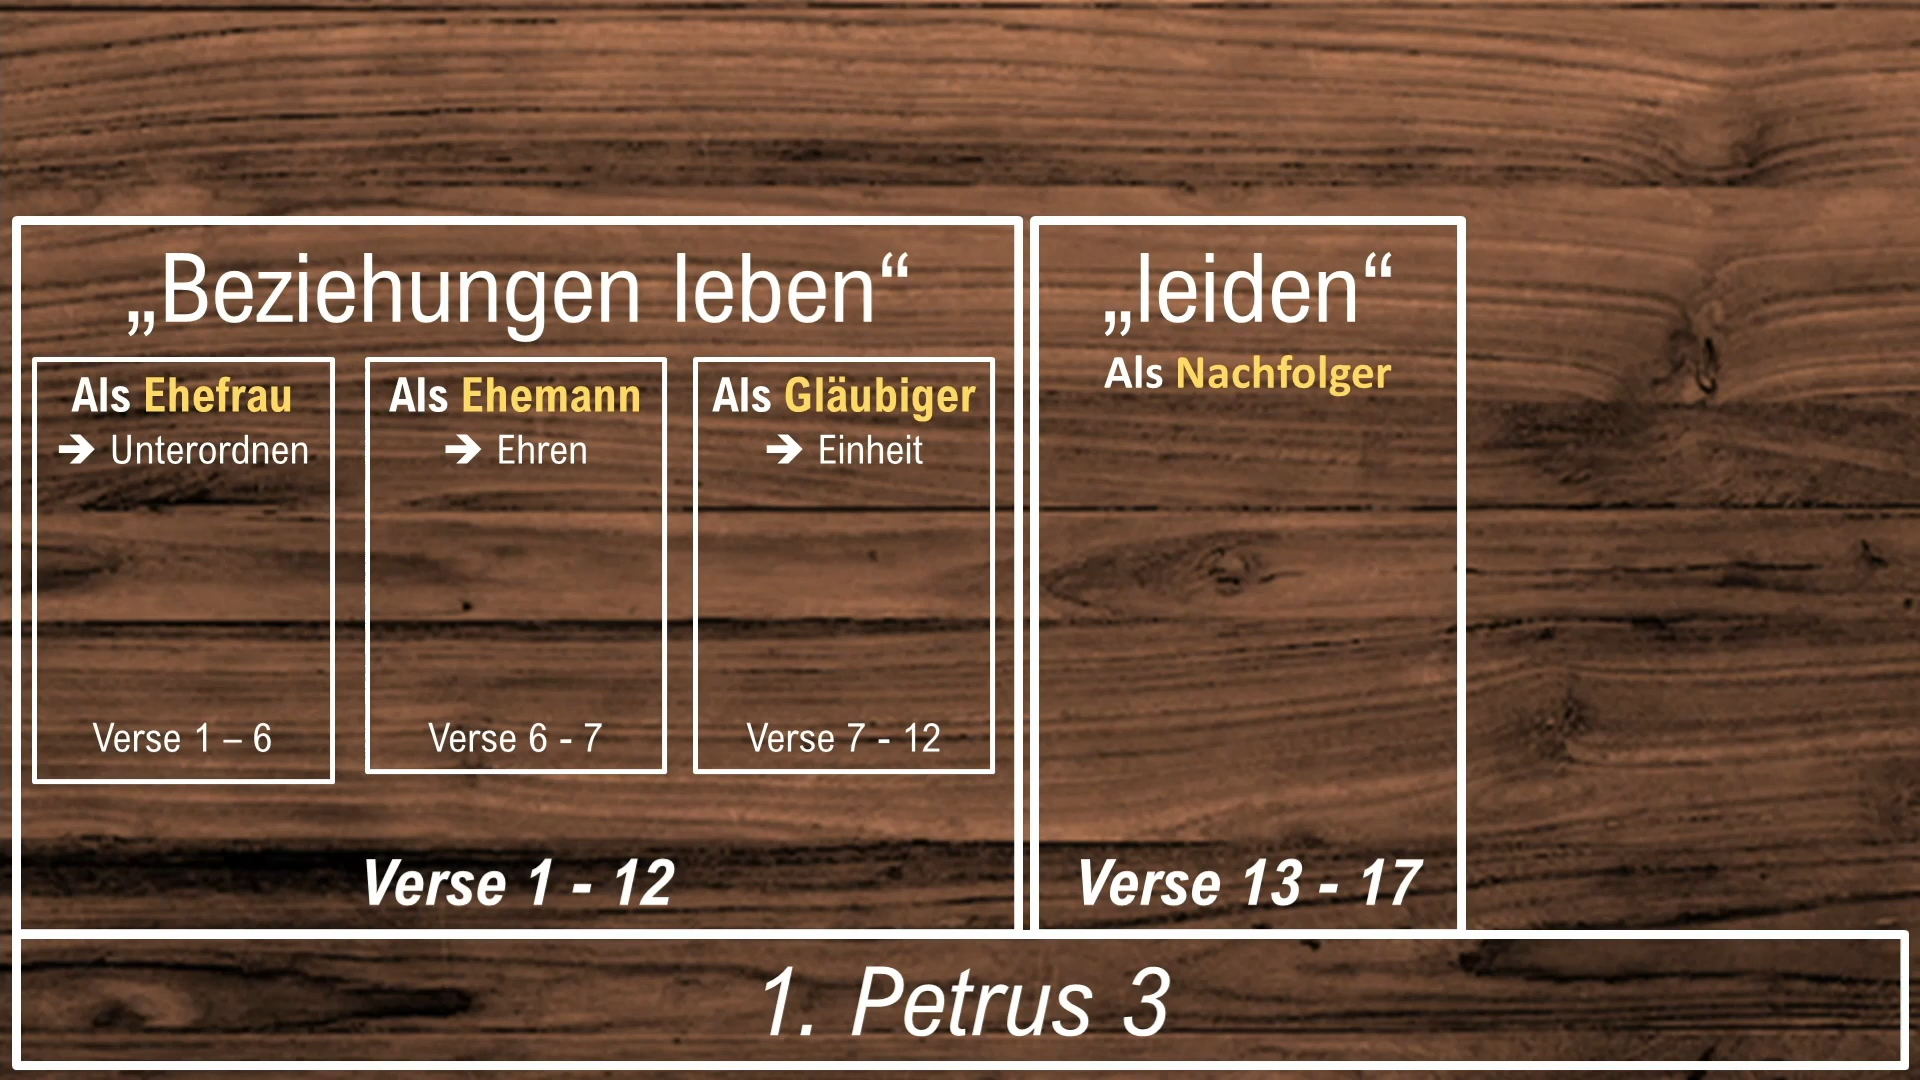 „Beziehungen leben“
Als Ehefrau
➔ Unterordnen
Verse 1 – 6
Als Ehemann
➔ Ehren
Verse 6 - 7
Als Gläubiger
➔ Einheit
Verse 7 - 12
Verse 1 - 12
„leiden“
Als Nachfolger
Verse 13 - 17
1. Petrus 3